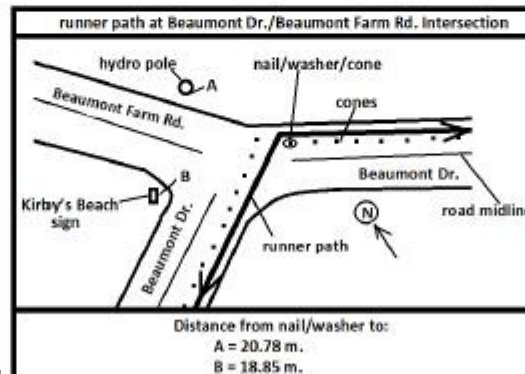 runner path at Beaumont Dr./Beaumont Farm Rd. Intersection
hydro pole
A
nail/washer/cone
cones
Beaumont Farm Rd.
B
Kirby's Beach
sign
Beaumont Dr.
N
road midline
runner path
Beaumont Dr.
Distance from nail/washer to:
A = 20.78 m.
B = 18.85 m.